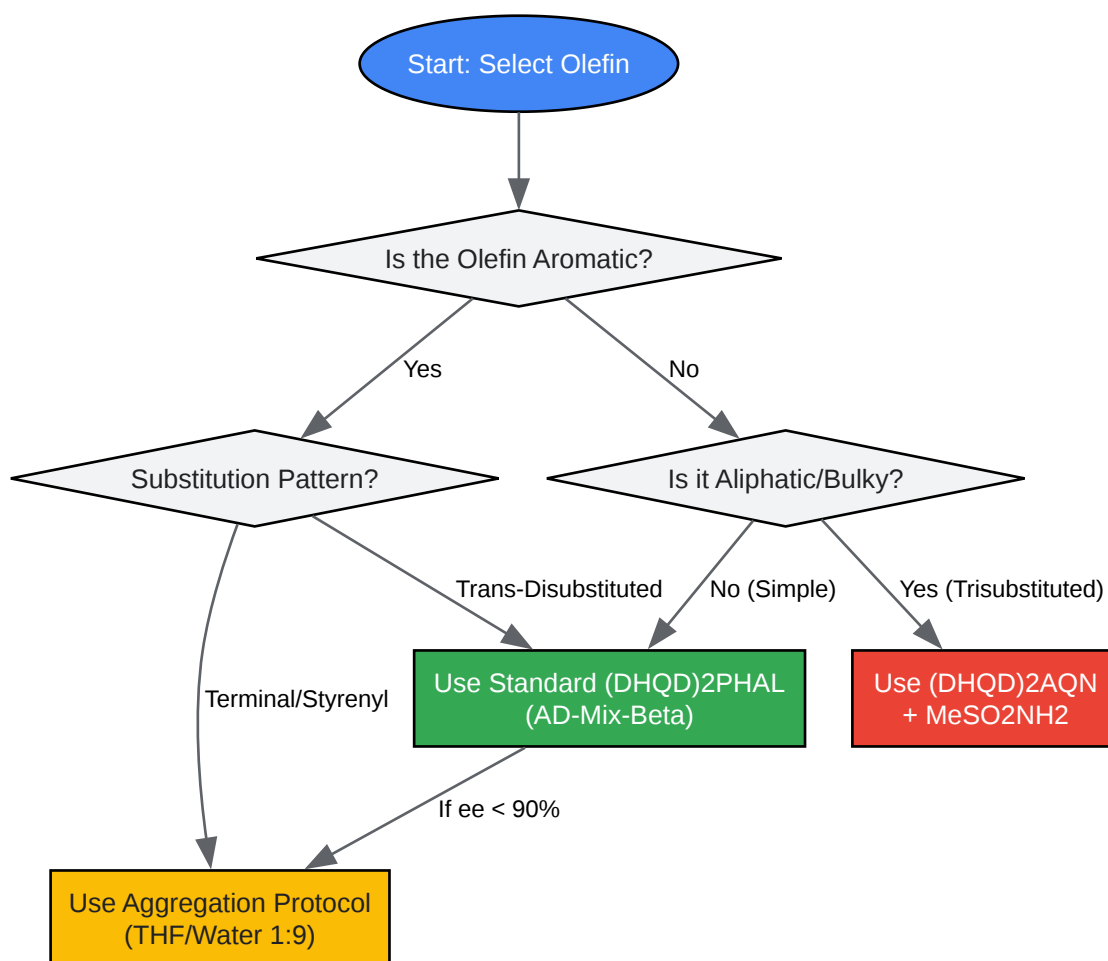 Start: Select Olefin
Is the Olefin Aromatic?
Yes
No
Substitution Pattern?
Is it Aliphatic/Bulky?
Trans-Disubstituted
No (Simple)
Yes (Trisubstituted)
Terminal/Styrenyl
Use Standard (DHQD)2PHAL
(AD-Mix-Beta)
Use (DHQD)2AQN
+ MeSO2NH2
If ee < 90%
Use Aggregation Protocol
(THF/Water 1:9)